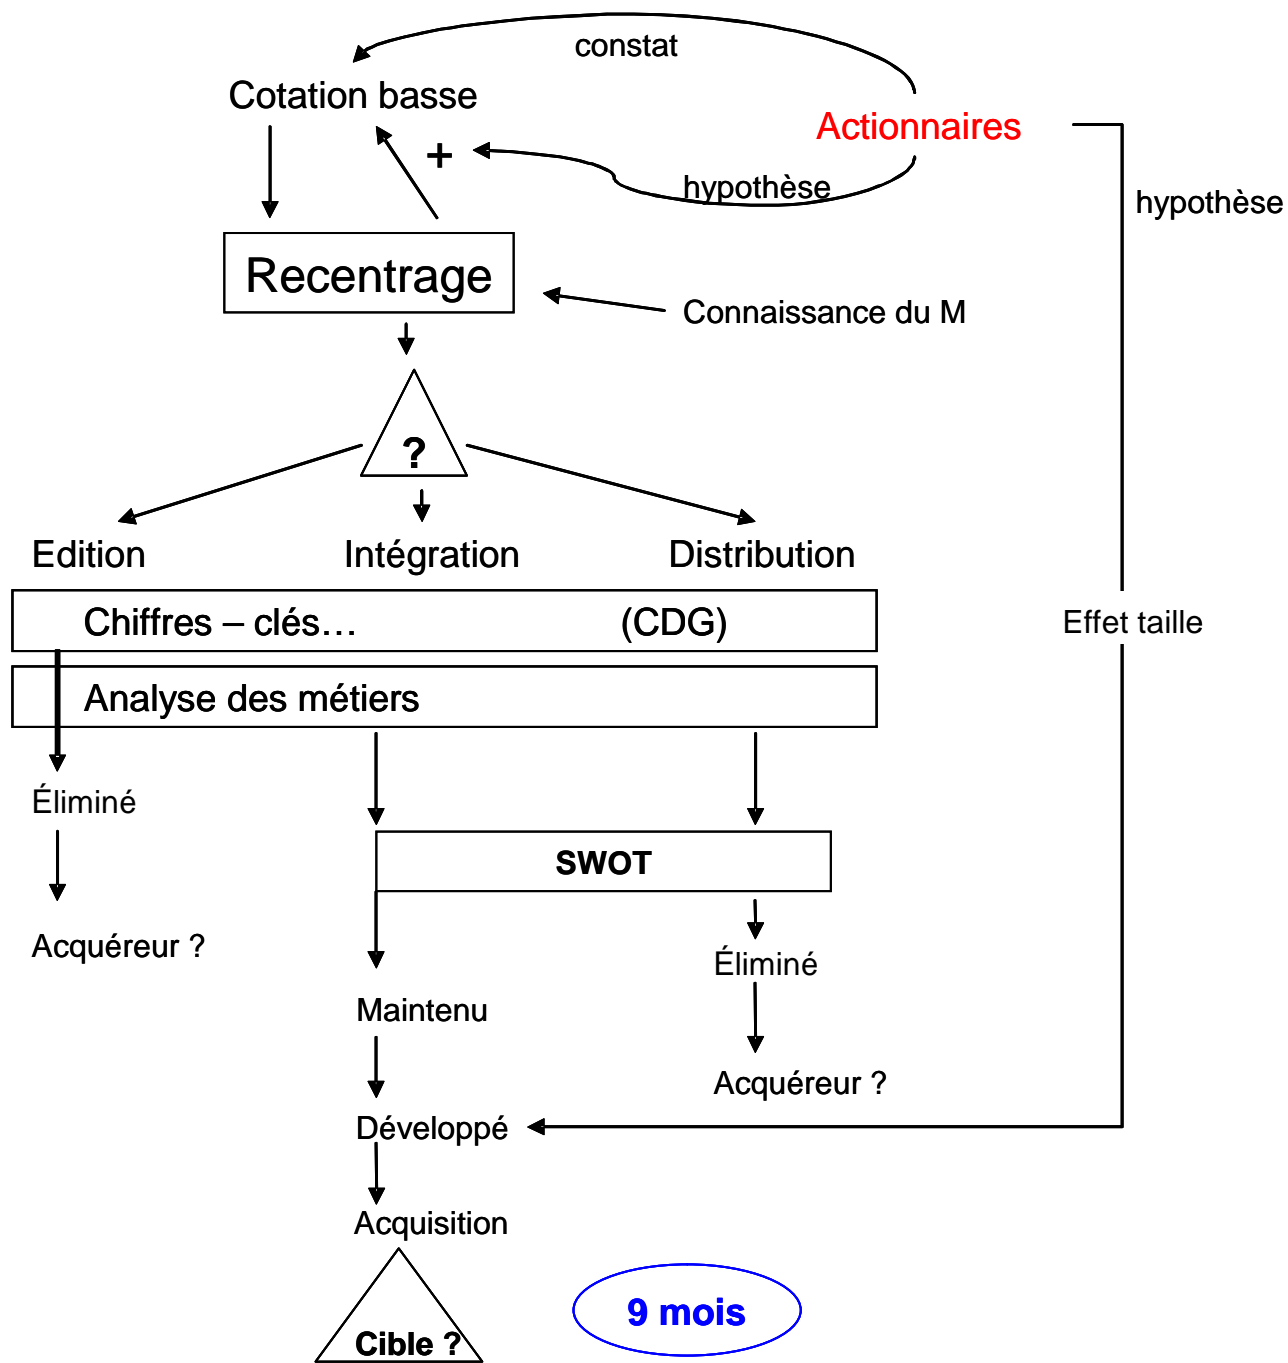 constat
Cotation basse
Actionnaires
+
hypothèse
hypothèse
Recentrage
Connaissance du M
?
Edition
Intégration
Distribution
Chiffres – clés… (CDG)
Effet taille
Analyse des métiers
Éliminé
SWOT
Acquéreur ?
Éliminé
Maintenu
Acquéreur ?
Développé
Acquisition
9 mois
Cible ?